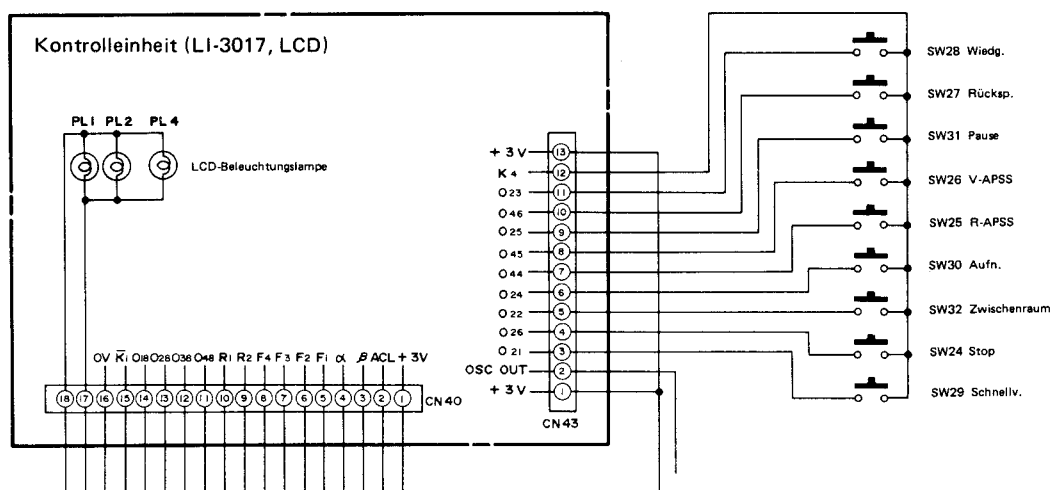 Kontrolleinheit (LI-3017, LCD)
PL1 PL2 PL4
LCD-Beleuchtungslampe
+3V 13
K4 12
O23 11
O46 10
O25 9
O45 8
O44 7
O24 6
O22 5
O26 4
O21 3
OSC OUT 2
+3V 1
CN43
OV K̅1 O18 O28 O38 O48 R1 R2 F4 F3 F2 F1 α β ACL +3V
18 17 16 15 14 13 12 11 10 9 8 7 6 5 4 3 2 1 CN40
SW28 Wiedg.
SW27 Rücksp.
SW31 Pause
SW26 V-APSS
SW25 R-APSS
SW30 Aufn.
SW32 Zwischenraum
SW24 Stop
SW29 Schnellv.